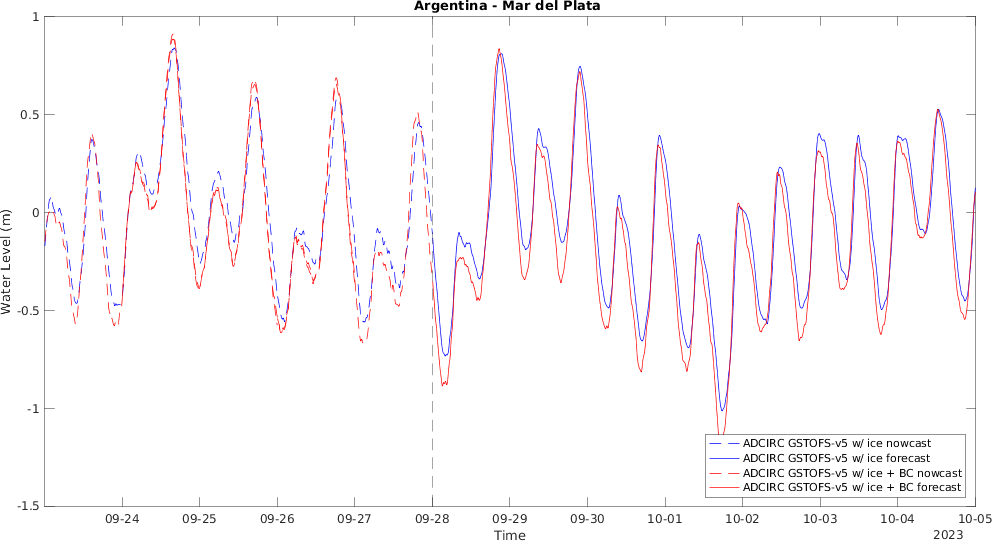 Argentina - Mar del Plata
1
0.5
0
-0.5
-1
-1.5
Water Level (m)
09-24
09-25
09-26
09-27
09-28
09-29
09-30
10-01
10-02
10-03
10-04
10-05
Time
2023
ADCIRC GSTOFS-v5 w/ ice nowcast
ADCIRC GSTOFS-v5 w/ ice forecast
ADCIRC GSTOFS-v5 w/ ice + BC nowcast
ADCIRC GSTOFS-v5 w/ ice + BC forecast